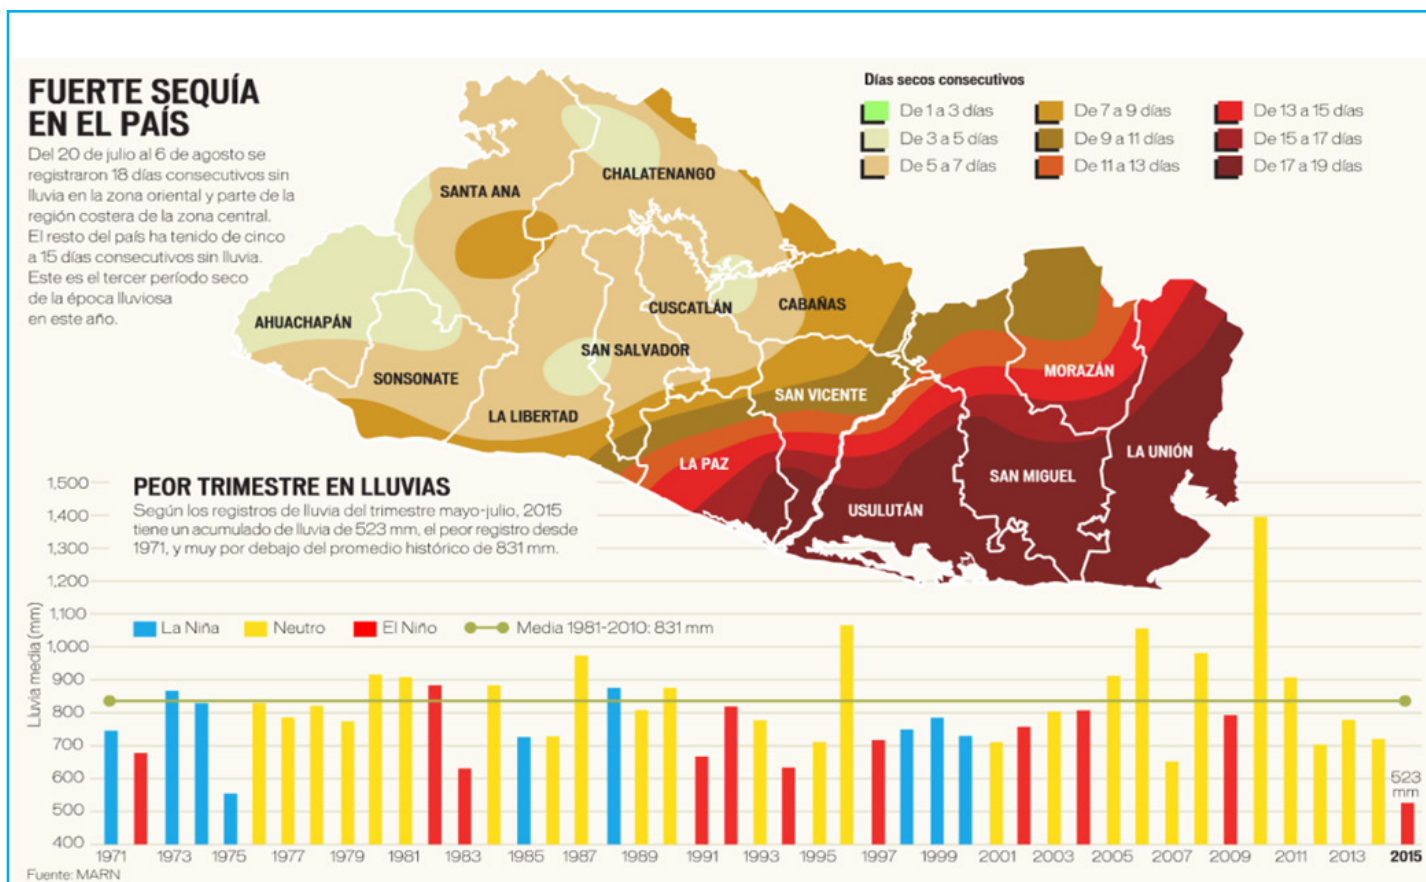 FUERTE SEQUÍA
EN EL PAÍS
Del 20 de julio al 6 de agosto se
registraron 18 días consecutivos sin
lluvia en la zona oriental y parte de la
región costera de la zona central.
El resto del país ha tenido de cinco
a 15 días consecutivos sin lluvia.
Este es el tercer período seco
de la época lluviosa
en este año.
Días secos consecutivos
De 1 a 3 días
De 3 a 5 días
De 5 a 7 días
De 7 a 9 días
De 9 a 11 días
De 11 a 13 días
De 13 a 15 días
De 15 a 17 días
De 17 a 19 días
CHALATENANGO
SANTA ANA
AHUACHAPÁN
SONSONATE
LA LIBERTAD
SAN SALVADOR
CUSCATLÁN
CABAÑAS
SAN VICENTE
LA PAZ
USULUTÁN
SAN MIGUEL
MORAZÁN
LA UNIÓN
PEOR TRIMESTRE EN LLUVIAS
Según los registros de lluvia del trimestre mayo-julio, 2015
tiene un acumulado de lluvia de 523 mm, el peor registro desde
1971, y muy por debajo del promedio histórico de 831 mm.
La Niña
Neutro
El Niño
Media 1981-2010: 831 mm
Lluvia media (mm)
1,500
1,400
1,300
1,200
1,100
1,000
900
800
700
600
500
400
523
mm
1971 1973 1975 1977 1979 1981 1983 1985 1987 1989 1991 1993 1995 1997 1999 2001 2003 2005 2007 2009 2011 2013 2015
Fuente: MARN